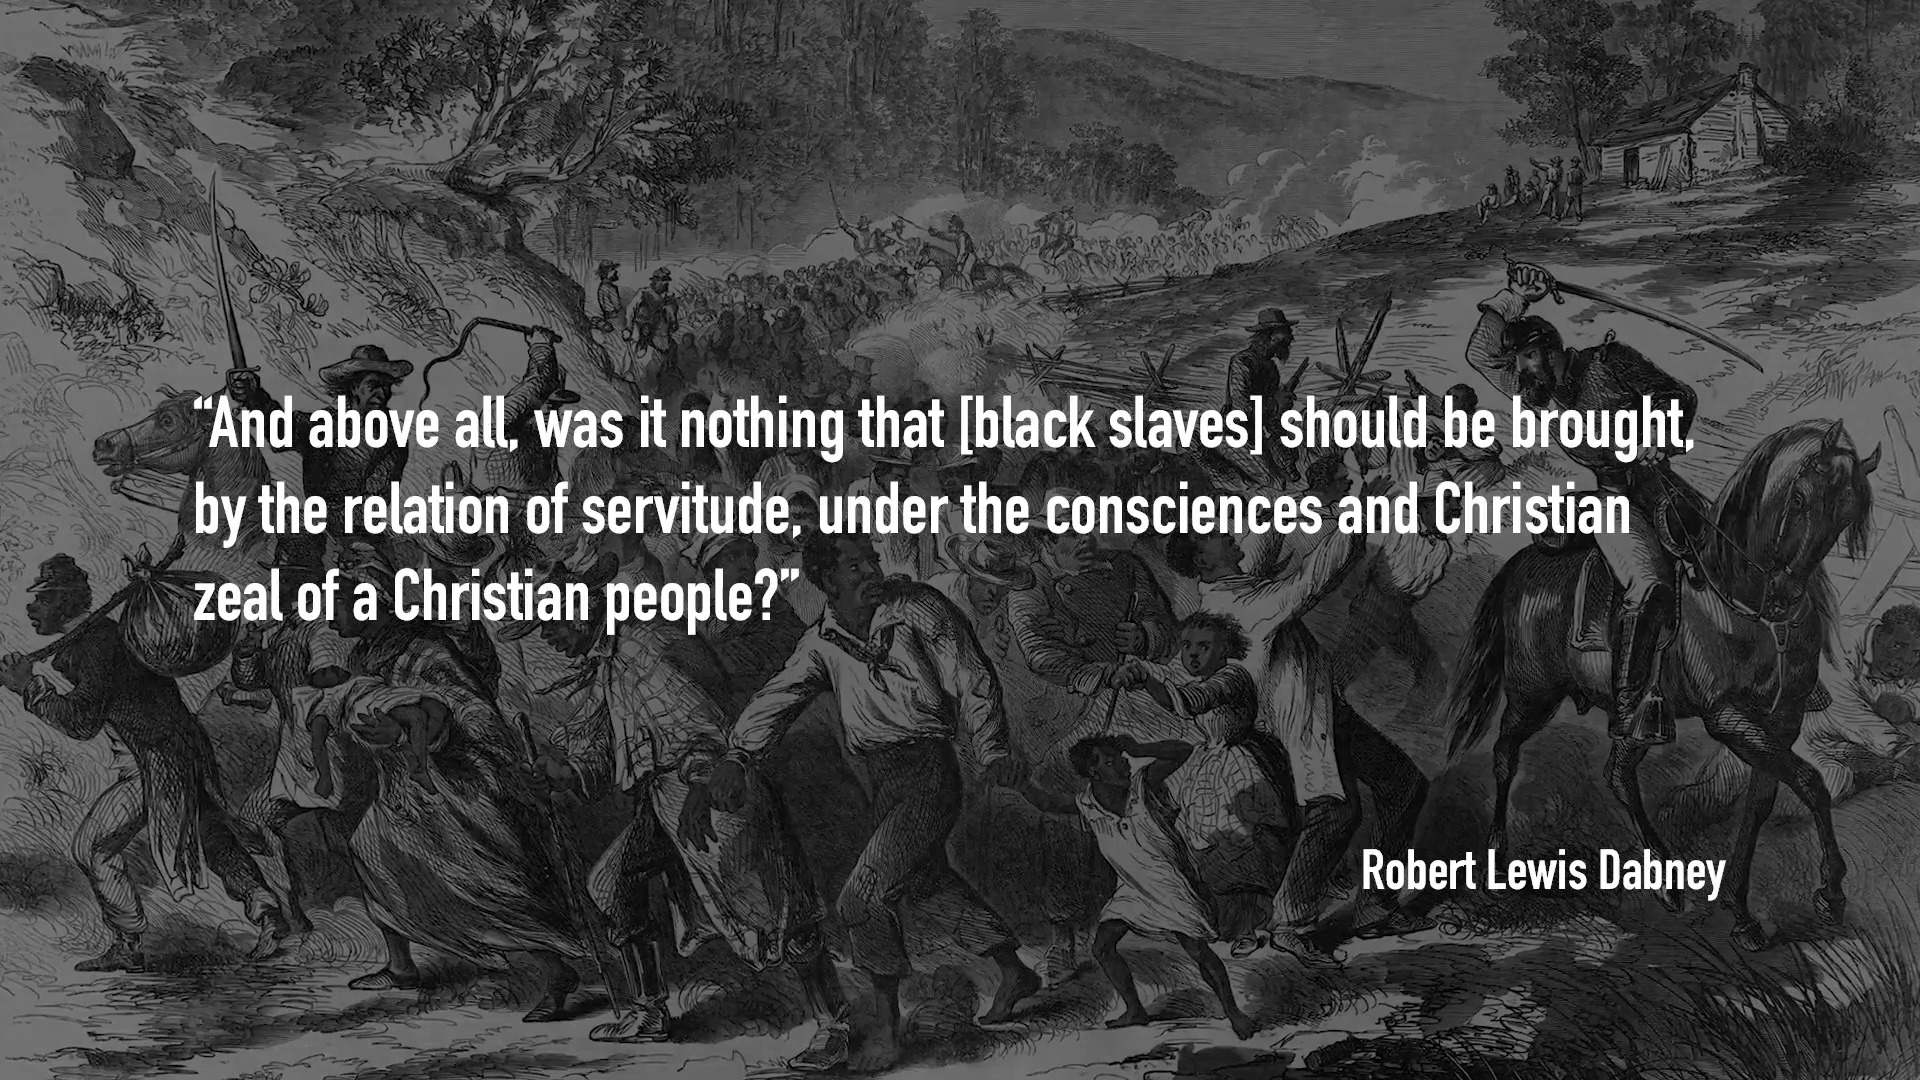 “And above all, was it nothing that [black slaves] should be brought,
by the relation of servitude, under the consciences and Christian
zeal of a Christian people?”
Robert Lewis Dabney